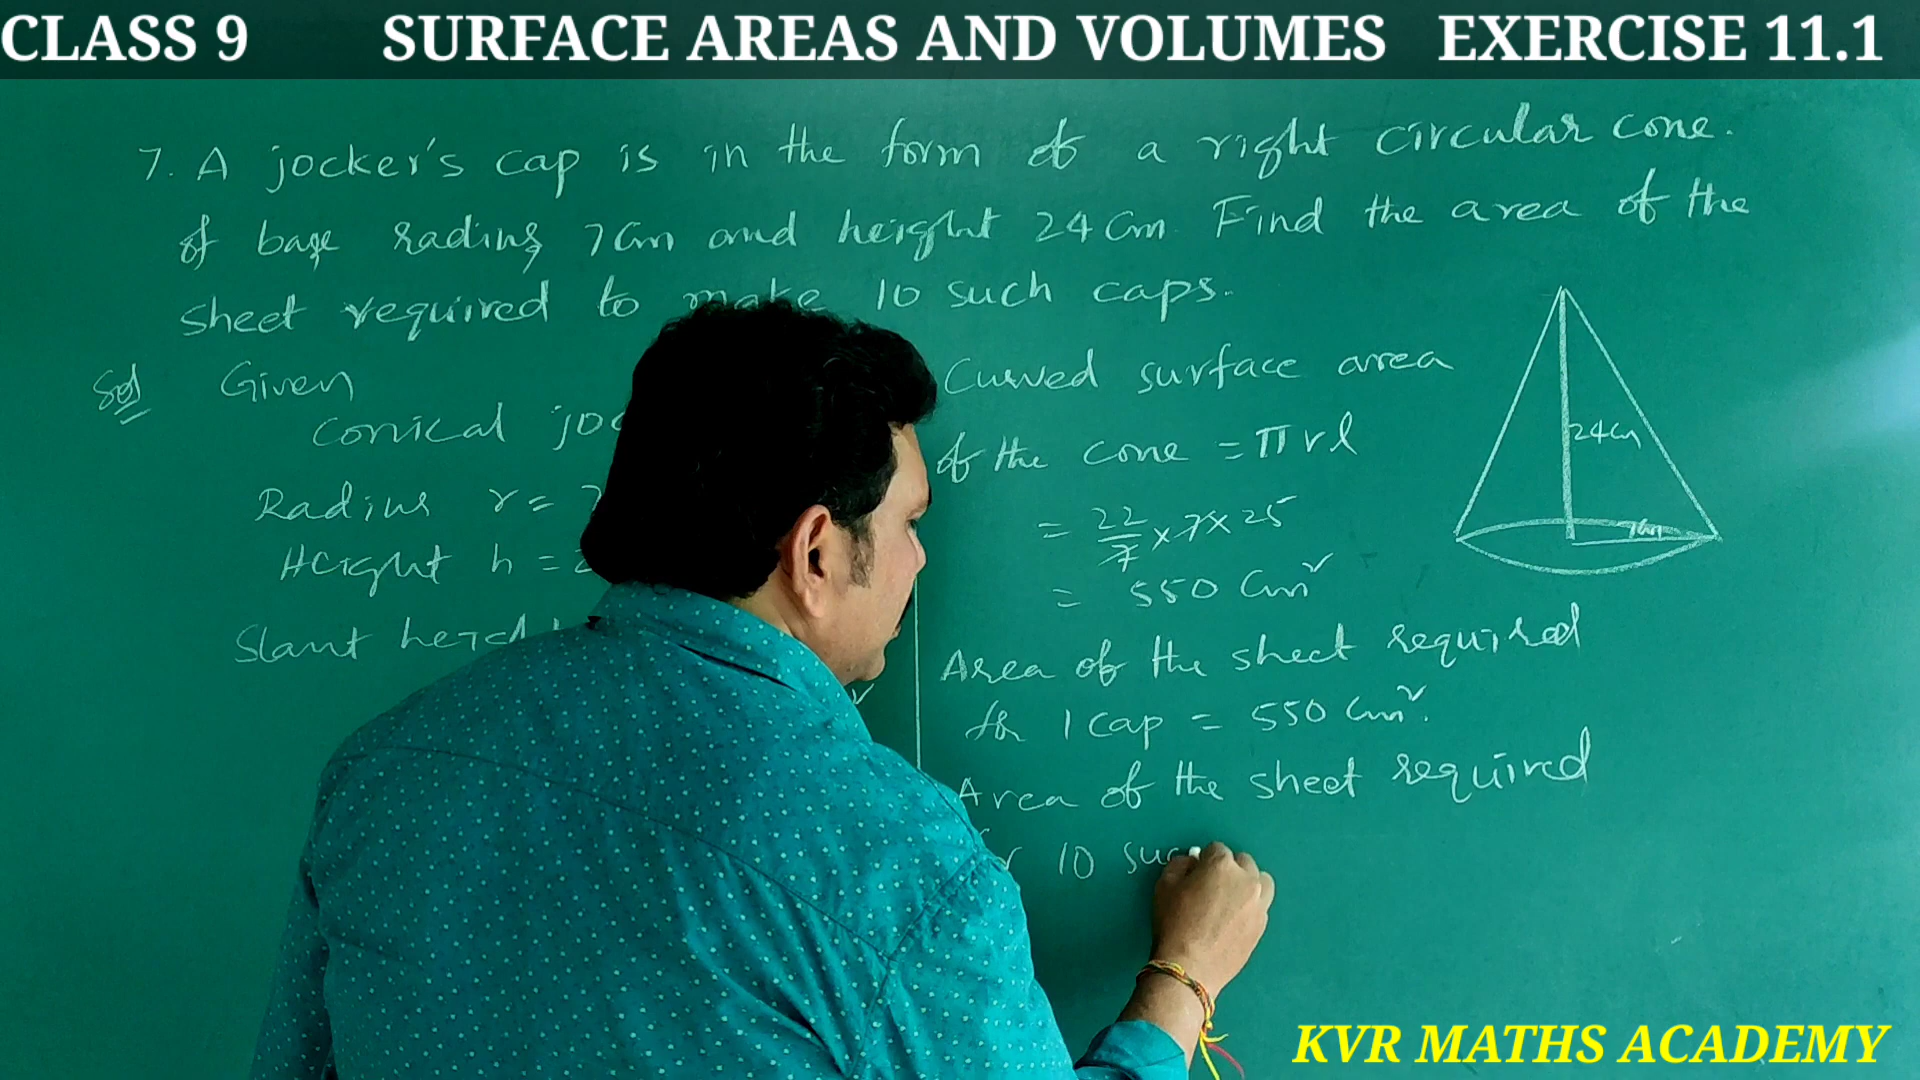 CLASS 9 SURFACE AREAS AND VOLUMES EXERCISE 11.1
7. A jocker's cap is in the form of a right circular cone.
of base radius 7 cm and height 24 cm. Find the area of the
sheet required to make 10 such caps.
Sol Given
Conical
Radius r =
Height h =
Slant
Curved surface area
of the cone = πrl
= 22/7 × 7 × 25
= 550 cm²
Area of the sheet required
for 1 cap = 550 cm².
Area of the sheet required
10
24 cm
7cm
KVR MATHS ACADEMY